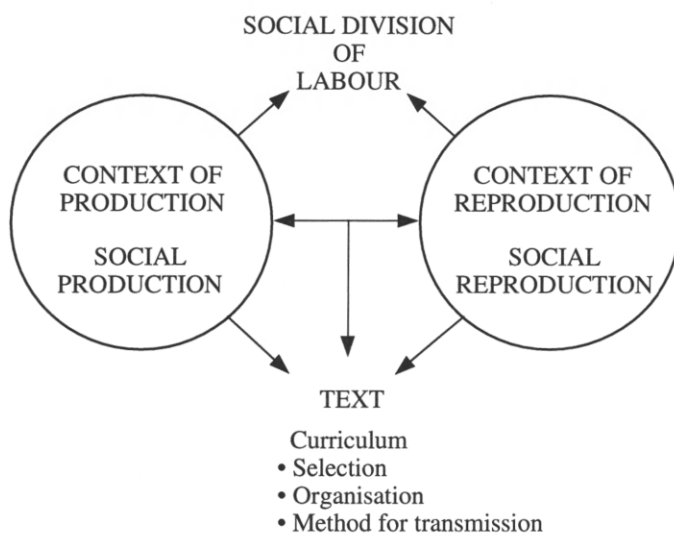 SOCIAL DIVISION
OF
LABOUR
CONTEXT OF
PRODUCTION
SOCIAL
PRODUCTION
CONTEXT OF
REPRODUCTION
SOCIAL
REPRODUCTION
TEXT
Curriculum
• Selection
• Organisation
• Method for transmission